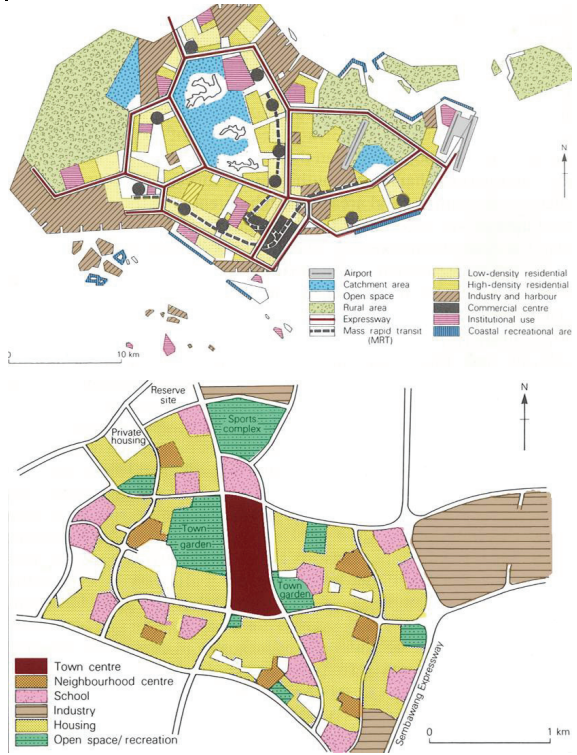 N
Airport
Catchment area
Open space
Rural area
Expressway
Mass rapid transit
(MRT)
Low-density residential
High-density residential
Industry and harbour
Commercial centre
Institutional use
Coastal recreational are
0 10 km
Reserve
site
Private
housing
Sports
complex
N
Town
garden
Town
garden
Sembawang Expressway
Town centre
Neighbourhood centre
School
Industry
Housing
Open space/recreation
0 1 km